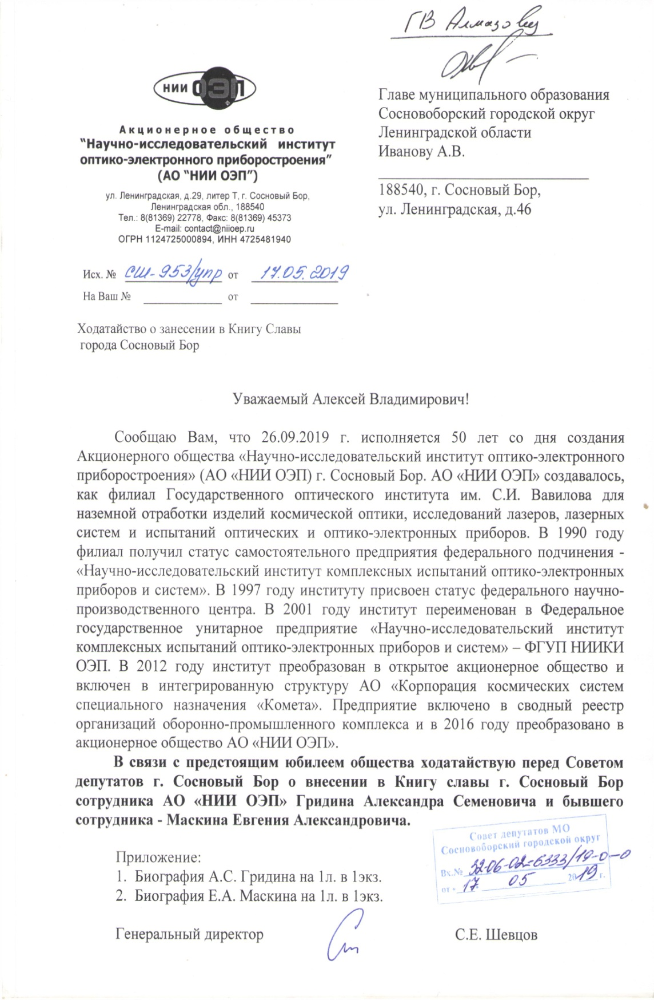 ГВ Алмазову
НИИ ОЭП
Главе муниципального образования
Сосновоборский городской округ
Ленинградской области
Иванову А.В.
188540, г. Сосновый Бор,
ул. Ленинградская, д.46
Акционерное общество
"Научно-исследовательский институт
оптико-электронного приборостроения"
(АО "НИИ ОЭП")
ул. Ленинградская, д.29, литер Т, г. Сосновый Бор,
Ленинградская обл., 188540
Тел.: 8(81369) 22778, Факс: 8(81369) 45373
E-mail: contact@niioep.ru
ОГРН 1124725000894, ИНН 4725481940
Исх. № СШ-953/упр от 17.05.2019
На Ваш № от
Ходатайство о занесении в Книгу Славы
города Сосновый Бор
Уважаемый Алексей Владимирович!
Сообщаю Вам, что 26.09.2019 г. исполняется 50 лет со дня создания
Акционерного общества «Научно-исследовательский институт оптико-электронного
приборостроения» (АО «НИИ ОЭП) г. Сосновый Бор. АО «НИИ ОЭП» создавалось,
как филиал Государственного оптического института им. С.И. Вавилова для
наземной отработки изделий космической оптики, исследований лазеров, лазерных
систем и испытаний оптических и оптико-электронных приборов. В 1990 году
филиал получил статус самостоятельного предприятия федерального подчинения -
«Научно-исследовательский институт комплексных испытаний оптико-электронных
приборов и систем». В 1997 году институту присвоен статус федерального научно-
производственного центра. В 2001 году институт переименован в Федеральное
государственное унитарное предприятие «Научно-исследовательский институт
комплексных испытаний оптико-электронных приборов и систем» – ФГУП НИИКИ
ОЭП. В 2012 году институт преобразован в открытое акционерное общество и
включен в интегрированную структуру АО «Корпорация космических систем
специального назначения «Комета». Предприятие включено в сводный реестр
организаций оборонно-промышленного комплекса и в 2016 году преобразовано в
акционерное общество АО «НИИ ОЭП».
В связи с предстоящим юбилеем общества ходатайствую перед Советом
депутатов г. Сосновый Бор о внесении в Книгу славы г. Сосновый Бор
сотрудника АО «НИИ ОЭП» Гридина Александра Семеновича и бывшего
сотрудника - Маскина Евгения Александровича.
Совет депутатов МО
Сосновоборский городской округ
Вх.№ 32-06-02-6333/19-0-0
от « 17 » 05 2019 г.
Приложение:
1. Биография А.С. Гридина на 1л. в 1экз.
2. Биография Е.А. Маскина на 1л. в 1экз.
Генеральный директор С.Е. Шевцов